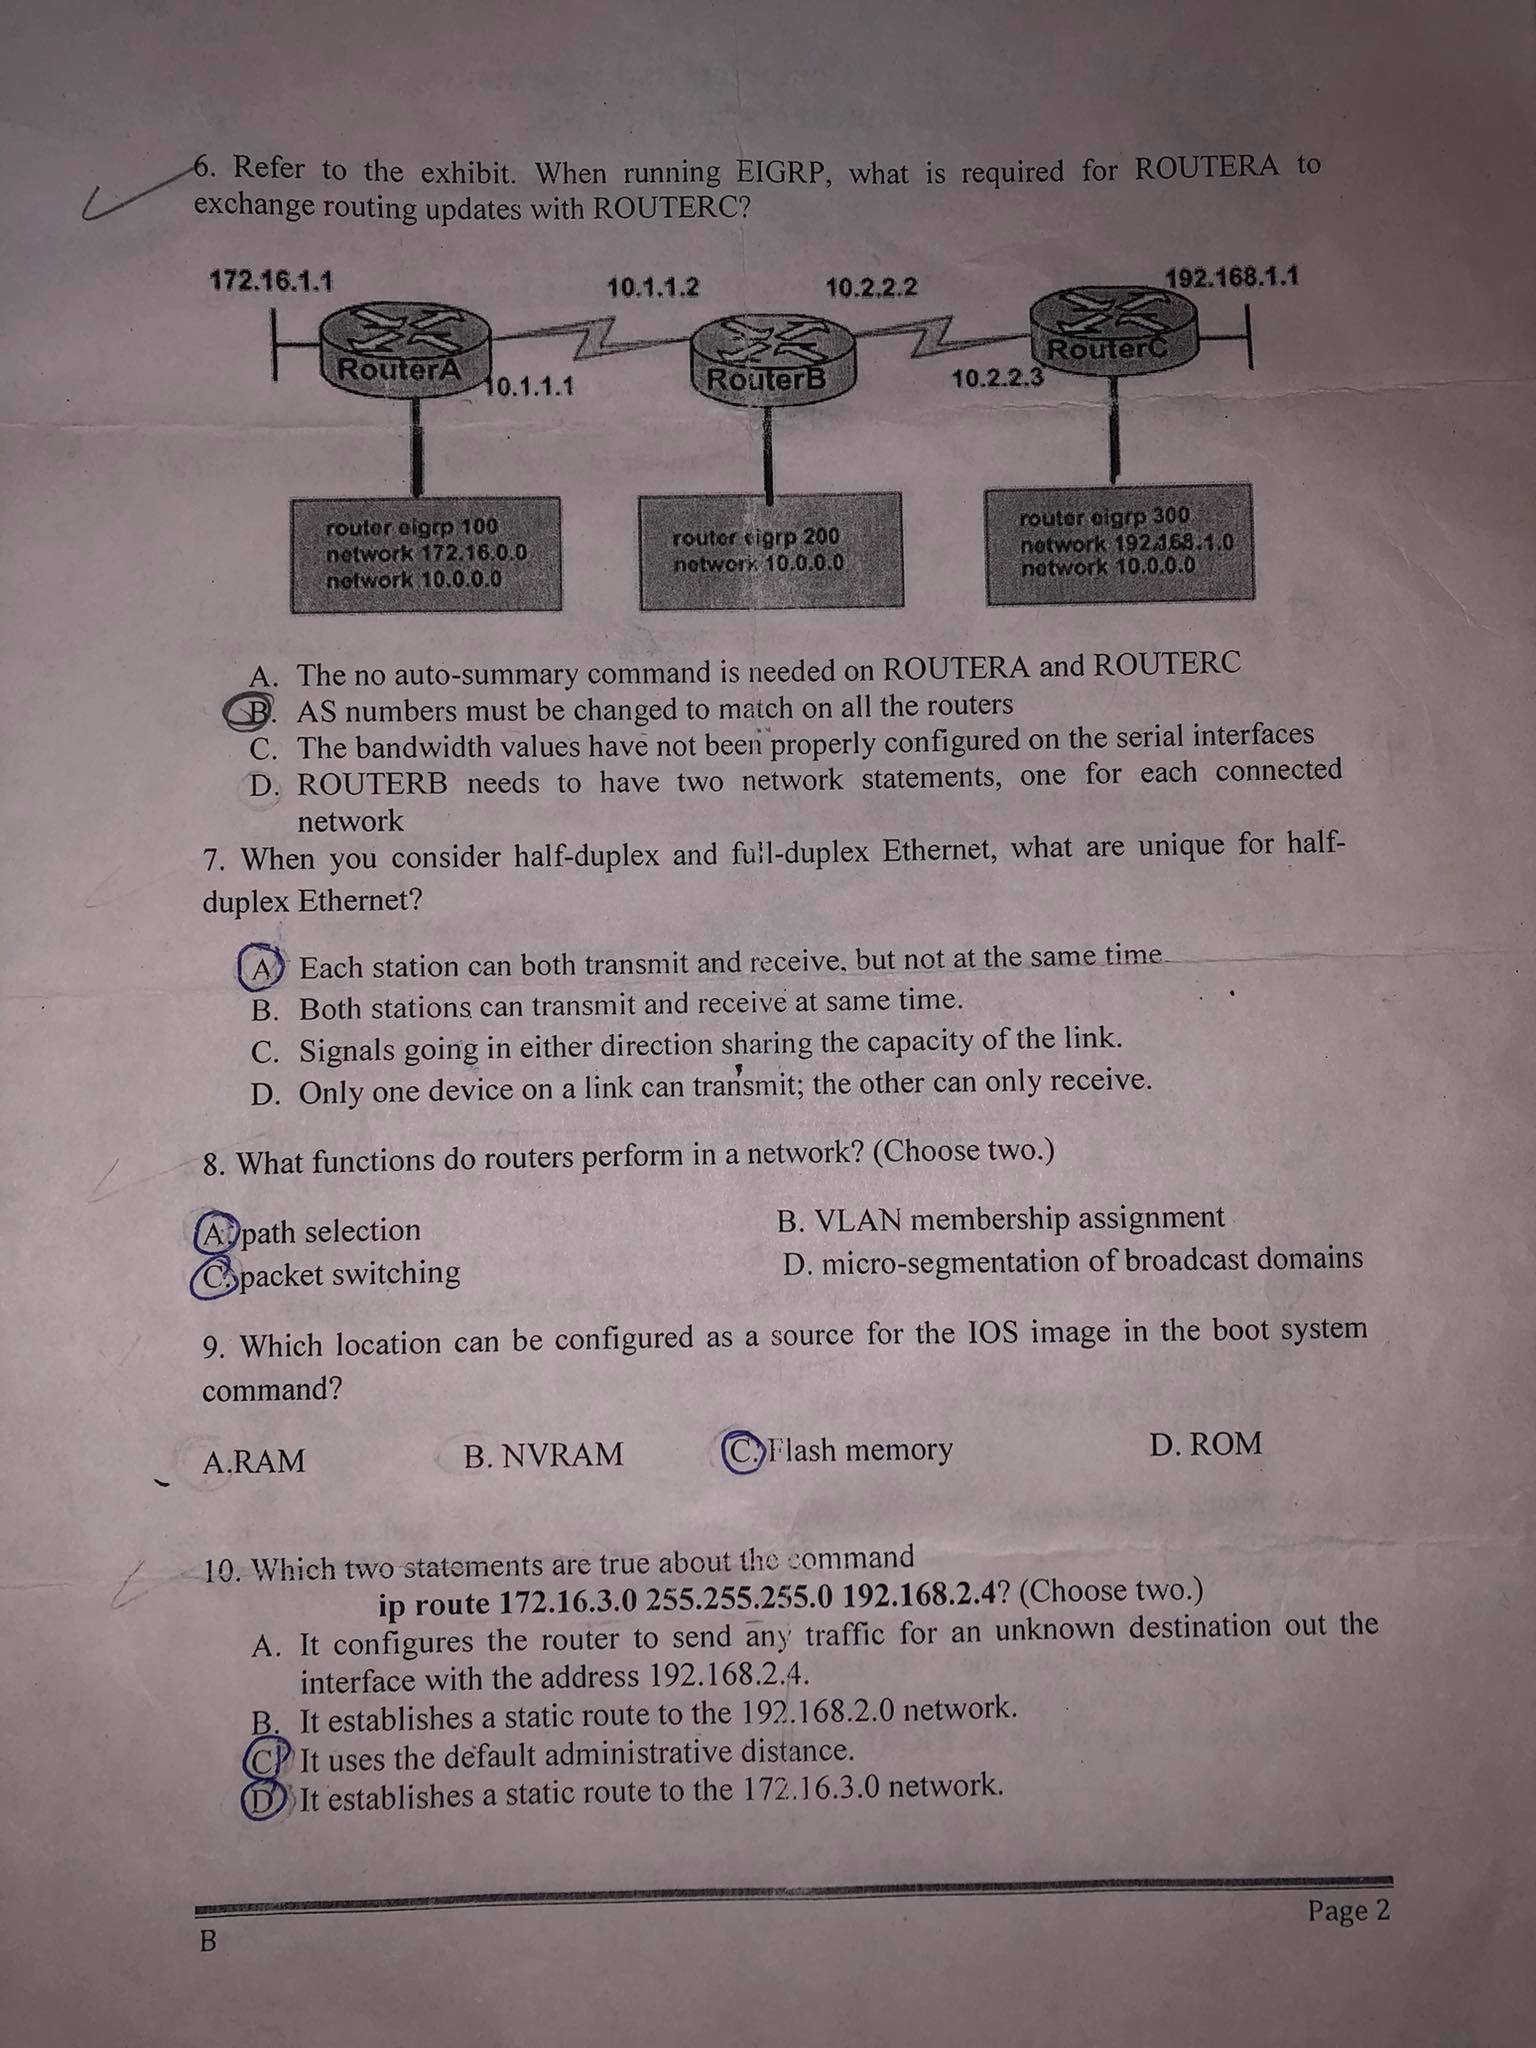 6. Refer to the exhibit. When running EIGRP, what is required for ROUTERA to
exchange routing updates with ROUTERC?
172.16.1.1
10.1.1.2
10.2.2.2
192.168.1.1
RouterA
10.1.1.1
RouterB
10.2.2.3
RouterC
router eigrp 100
network 172.16.0.0
network 10.0.0.0
router eigrp 200
network 10.0.0.0
router eigrp 300
network 192.168.1.0
network 10.0.0.0
A. The no auto-summary command is needed on ROUTERA and ROUTERC
B. AS numbers must be changed to match on all the routers
C. The bandwidth values have not been properly configured on the serial interfaces
D. ROUTERB needs to have two network statements, one for each connected
network
7. When you consider half-duplex and full-duplex Ethernet, what are unique for half-
duplex Ethernet?
A Each station can both transmit and receive, but not at the same time.
B. Both stations can transmit and receive at same time.
C. Signals going in either direction sharing the capacity of the link.
D. Only one device on a link can transmit; the other can only receive.
8. What functions do routers perform in a network? (Choose two.)
A. path selection
B. VLAN membership assignment
C. packet switching
D. micro-segmentation of broadcast domains
9. Which location can be configured as a source for the IOS image in the boot system
command?
A.RAM
B. NVRAM
C. Flash memory
D. ROM
10. Which two statements are true about the command
ip route 172.16.3.0 255.255.255.0 192.168.2.4? (Choose two.)
A. It configures the router to send any traffic for an unknown destination out the
interface with the address 192.168.2.4.
B. It establishes a static route to the 192.168.2.0 network.
C It uses the default administrative distance.
D It establishes a static route to the 172.16.3.0 network.
Page 2
B